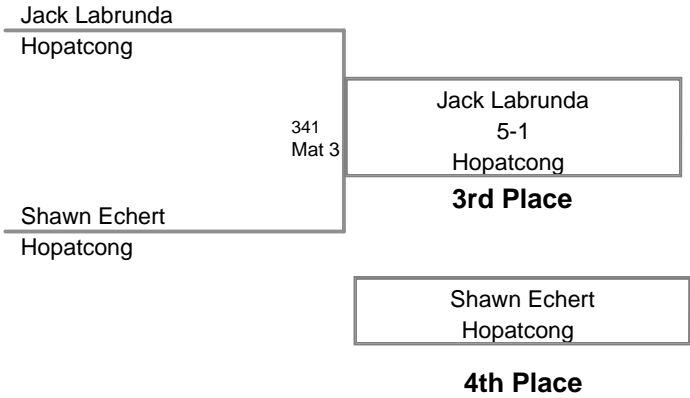 Jack Labrunda
Hopatcong
341
Mat 3
Jack Labrunda
5-1
Hopatcong
3rd Place
Shawn Echert
Hopatcong
Shawn Echert
Hopatcong
4th Place